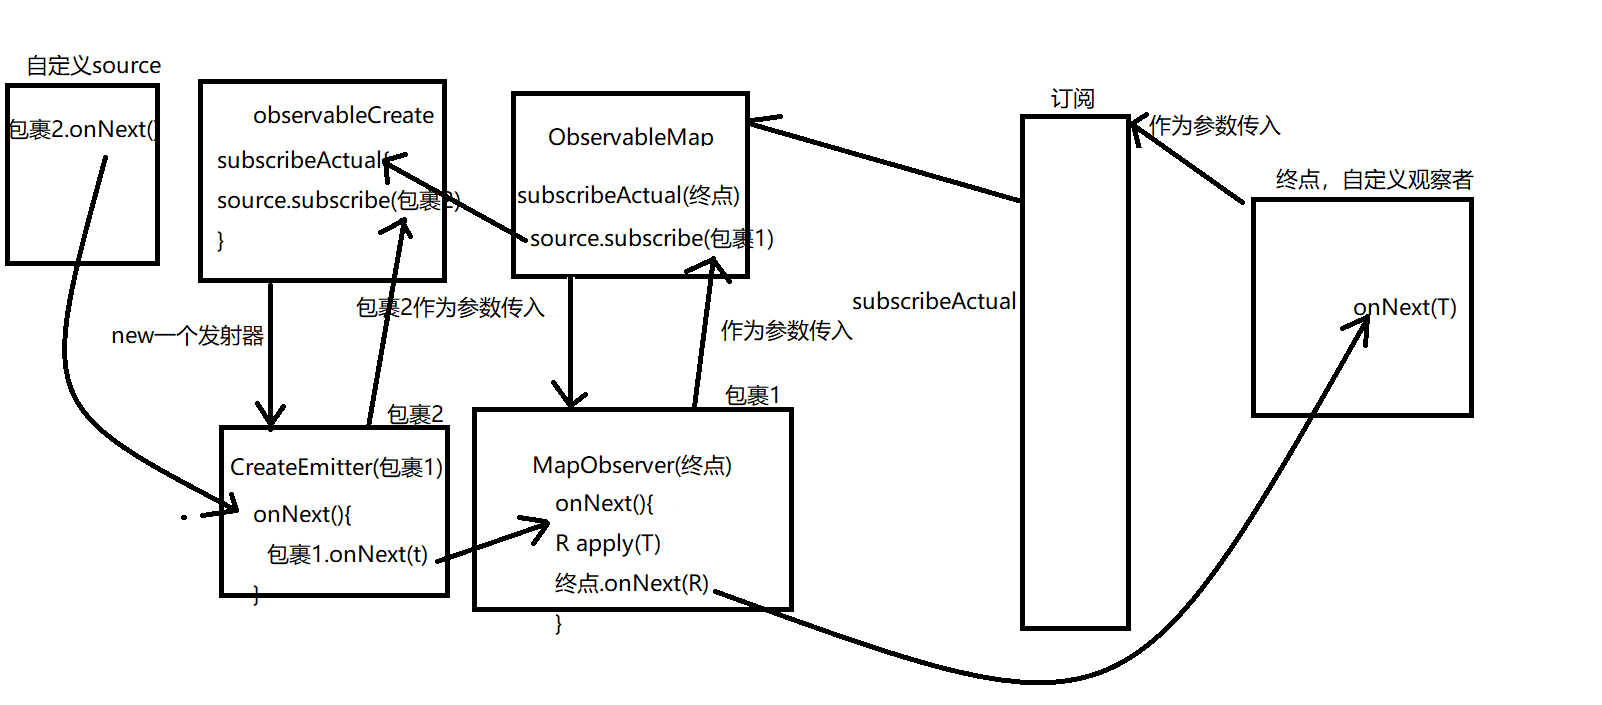 自定义source
包裹2.onNext()
observableCreate
subscribeActual{
source.subscribe(包裹2)
}
new一个发射器
包裹2作为参数传入
包裹2
CreateEmitter(包裹1)
onNext(){
包裹1.onNext(t)
}
ObservableMap
subscribeActual(终点)
source.subscribe(包裹1)
作为参数传入
包裹1
MapObserver(终点)
onNext(){
R apply(T)
终点.onNext(R)
}
subscribeActual
订阅
作为参数传入
终点，自定义观察者
onNext(T)